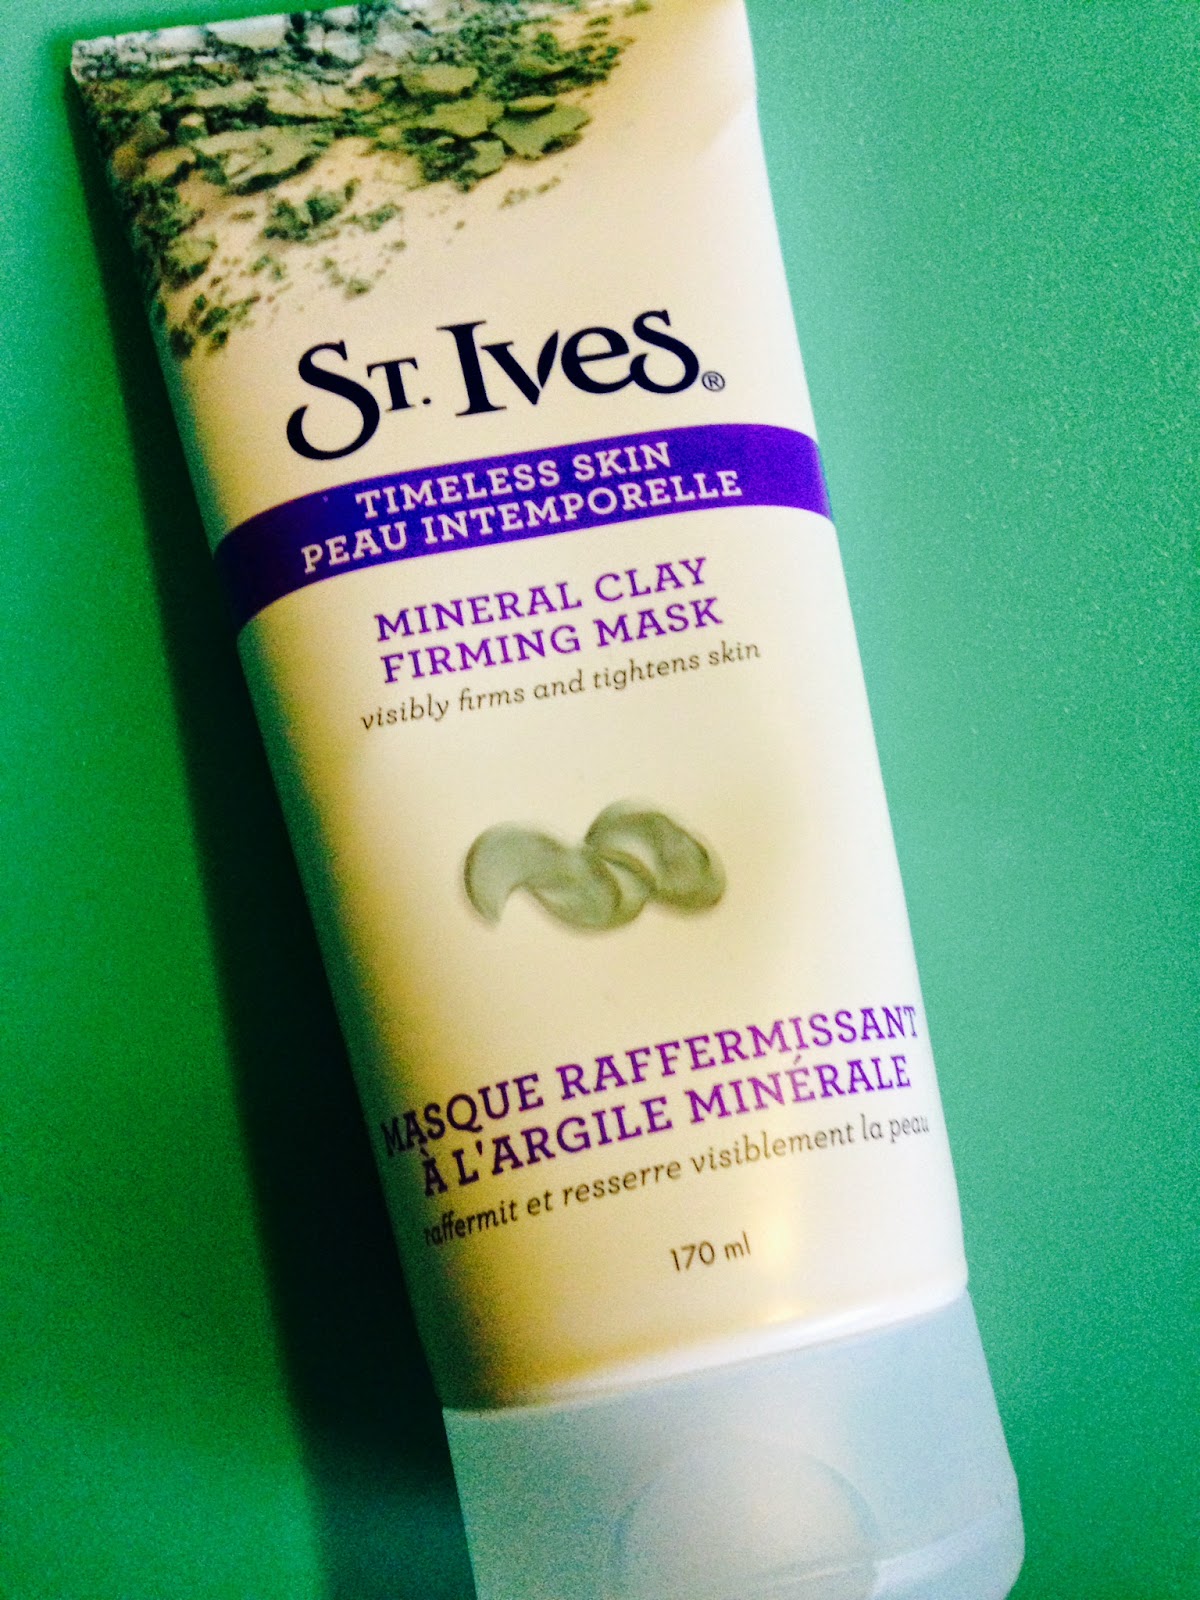 ST. IVES®
TIMELESS SKIN
PEAU INTEMPORELLE
MINERAL CLAY
FIRMING MASK
visibly firms and tightens skin
MASQUE RAFFERMISSANT
À L'ARGILE MINÉRALE
raffermit et resserre visiblement la peau
170 ml